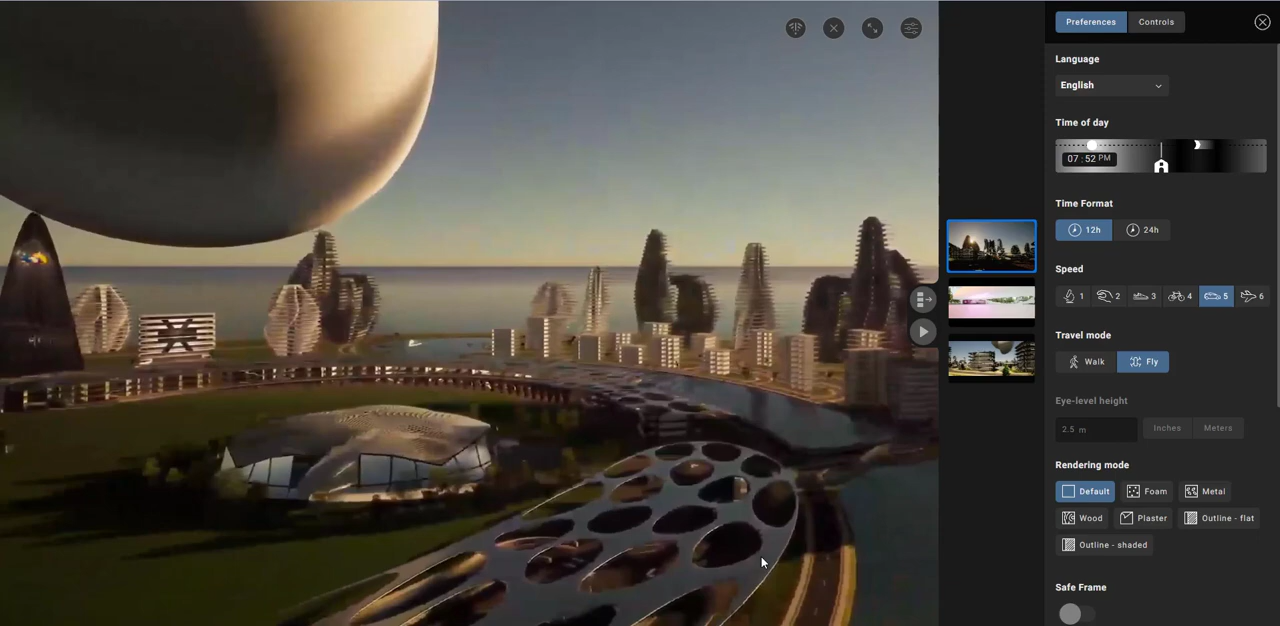 Preferences
Controls
Language
English
Time of day
07 : 52 PM
Time Format
12h
24h
Speed
1
2
3
4
5
6
Travel mode
Walk
Fly
Eye-level height
2.5 m
Inches
Meters
Rendering mode
Default
Foam
Metal
Wood
Plaster
Outline - flat
Outline - shaded
Safe Frame